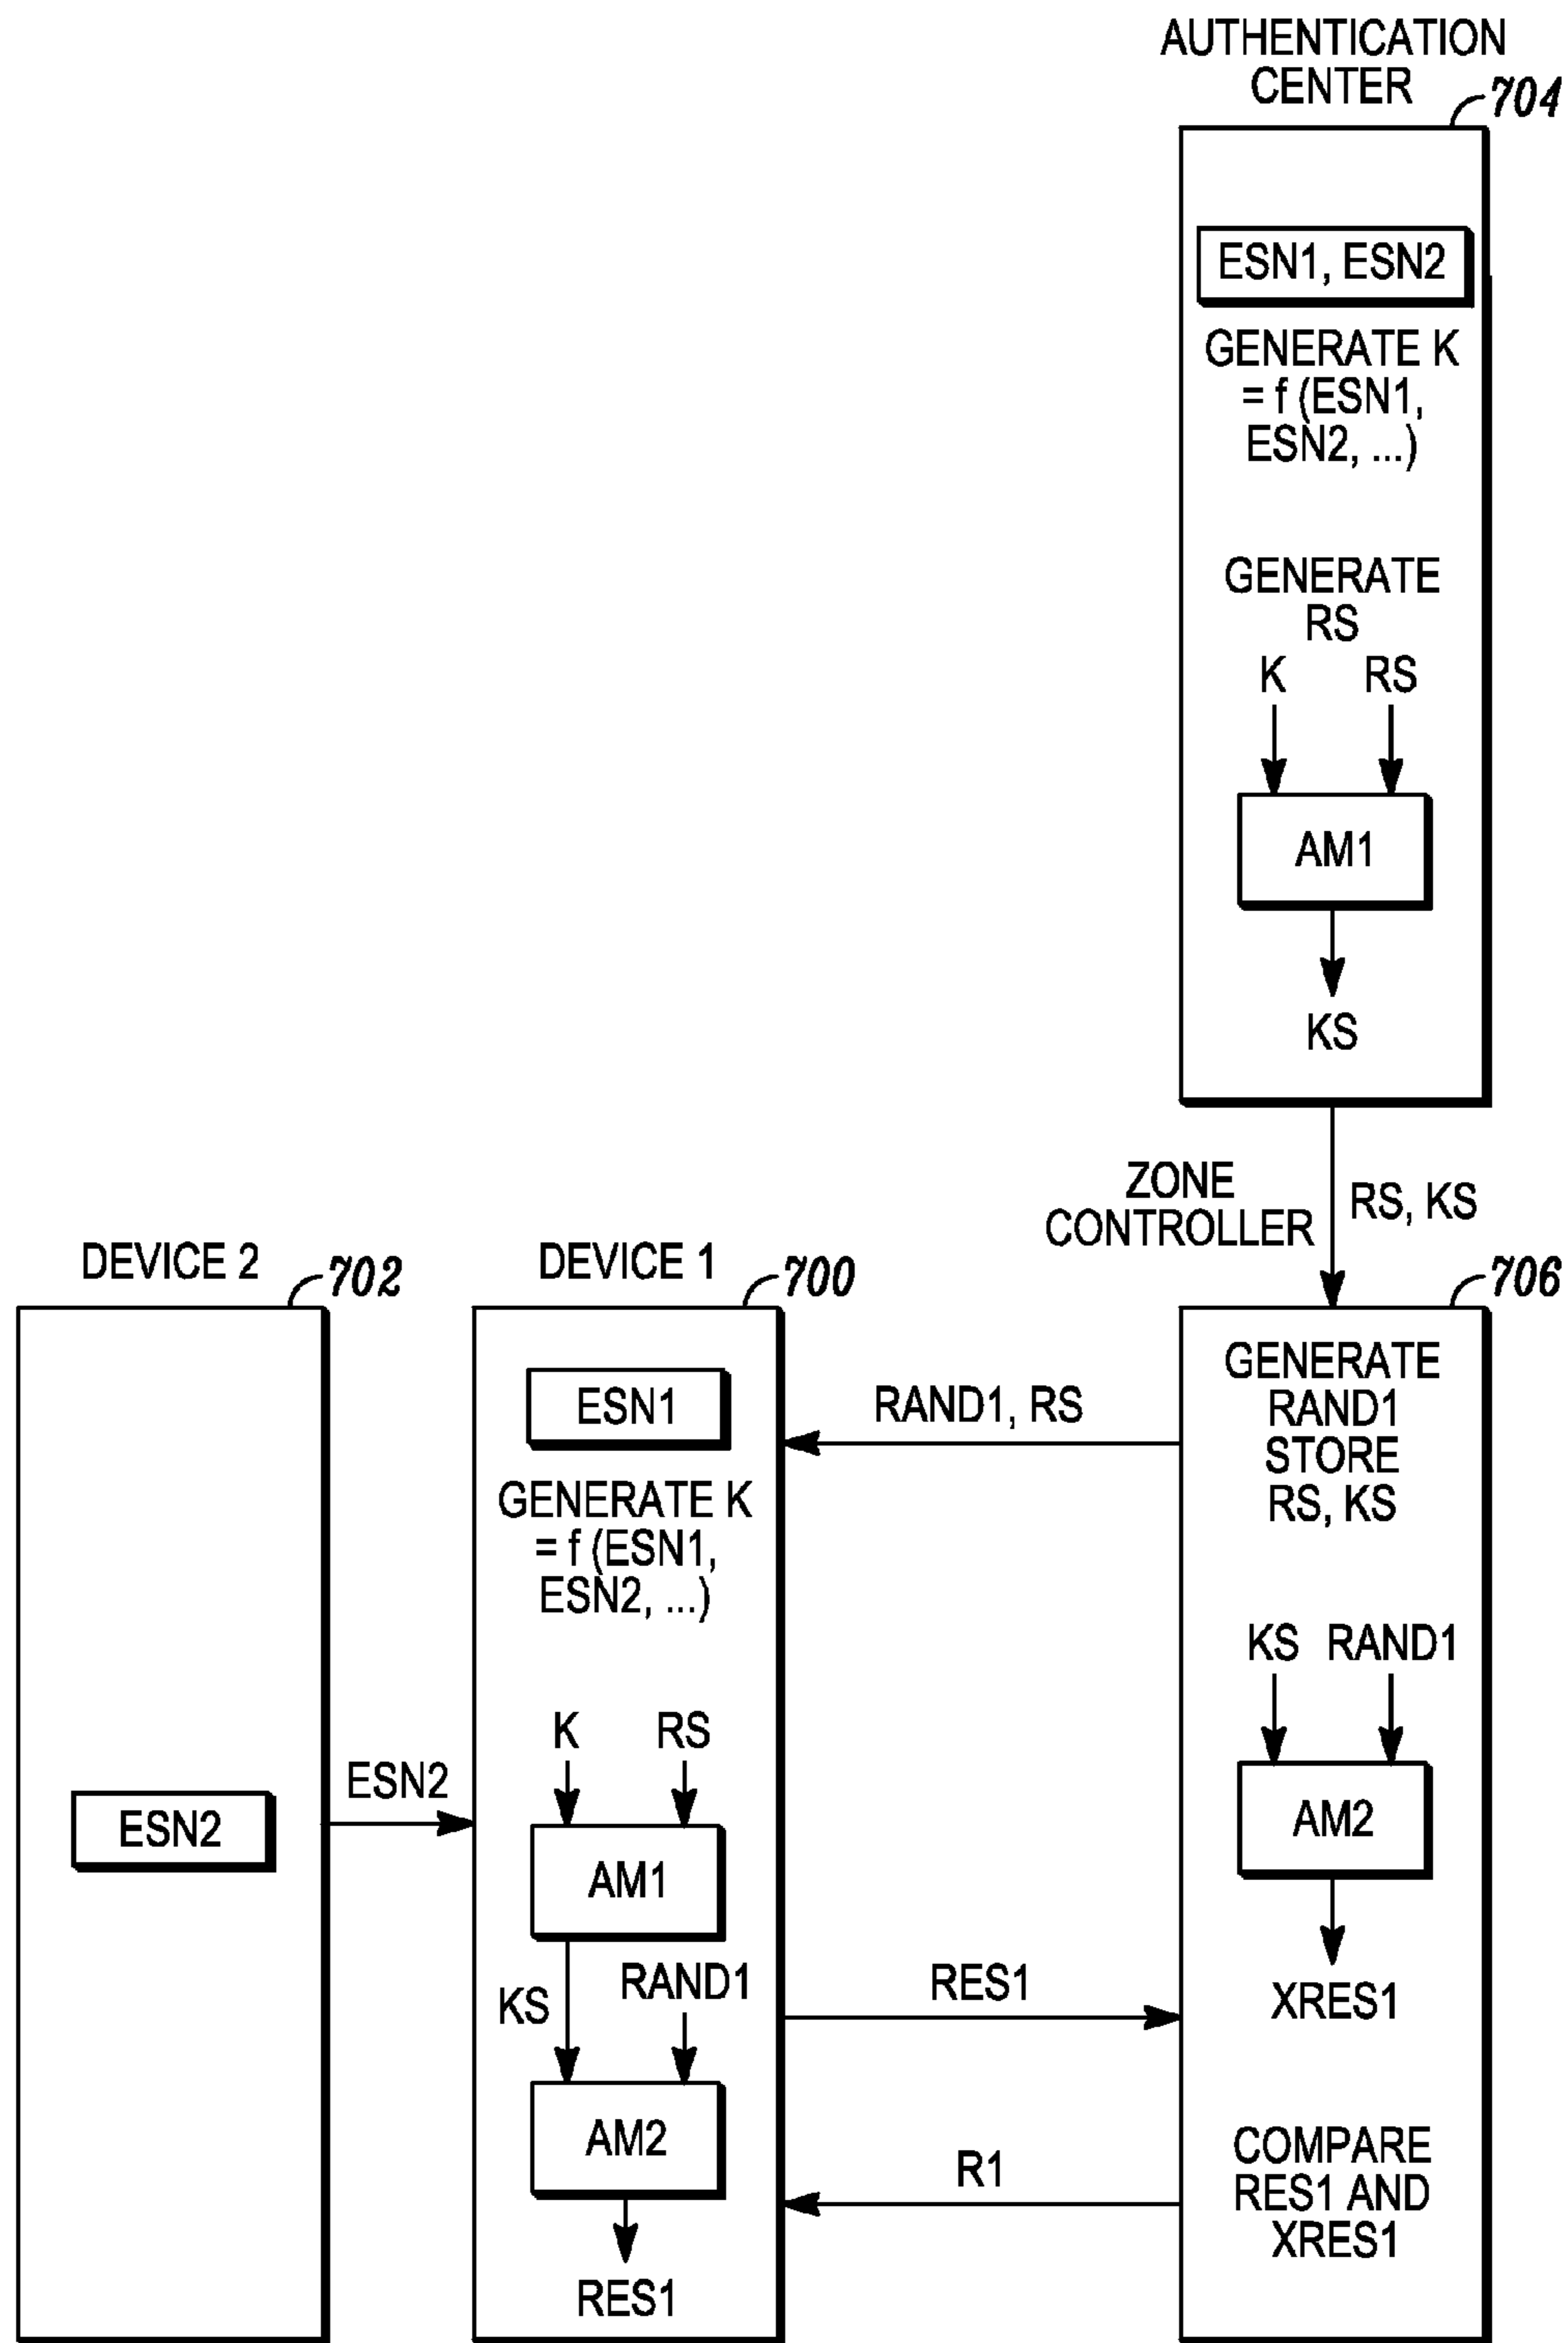 AUTHENTICATION
CENTER
704
ESN1, ESN2
GENERATE K
= f (ESN1,
ESN2, ...)
GENERATE
RS
K RS
AM1
KS
ZONE
CONTROLLER
RS, KS
DEVICE 2
702
ESN2
ESN2
DEVICE 1
700
ESN1
GENERATE K
= f (ESN1,
ESN2, ...)
K RS
AM1
KS
RAND1
AM2
RES1
RAND1, RS
RES1
R1
706
GENERATE
RAND1
STORE
RS, KS
KS RAND1
AM2
XRES1
COMPARE
RES1 AND
XRES1